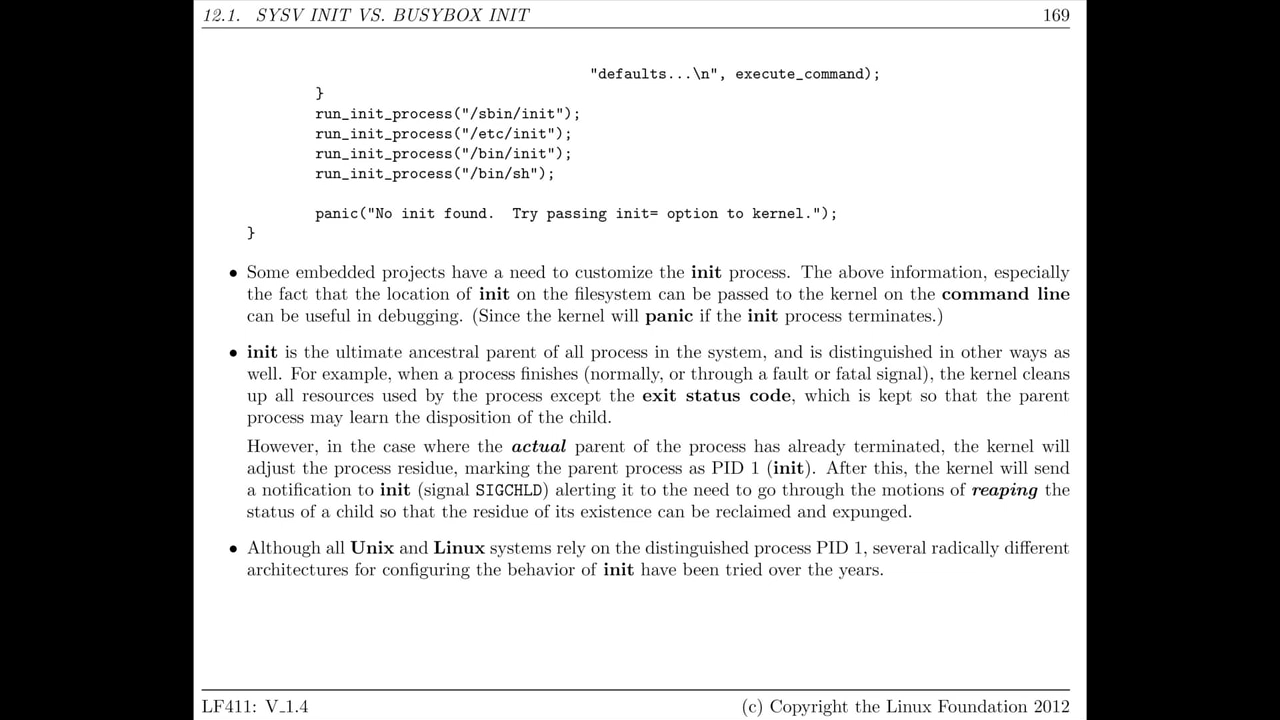 12.1. SYSV INIT VS. BUSYBOX INIT 169
"defaults...\n", execute_command);
}
run_init_process("/sbin/init");
run_init_process("/etc/init");
run_init_process("/bin/init");
run_init_process("/bin/sh");
panic("No init found.  Try passing init= option to kernel.");
}
• Some embedded projects have a need to customize the init process. The above information, especially
the fact that the location of init on the filesystem can be passed to the kernel on the command line
can be useful in debugging. (Since the kernel will panic if the init process terminates.)
• init is the ultimate ancestral parent of all process in the system, and is distinguished in other ways as
well. For example, when a process finishes (normally, or through a fault or fatal signal), the kernel cleans
up all resources used by the process except the exit status code, which is kept so that the parent
process may learn the disposition of the child.
However, in the case where the actual parent of the process has already terminated, the kernel will
adjust the process residue, marking the parent process as PID 1 (init). After this, the kernel will send
a notification to init (signal SIGCHLD) alerting it to the need to go through the motions of reaping the
status of a child so that the residue of its existence can be reclaimed and expunged.
• Although all Unix and Linux systems rely on the distinguished process PID 1, several radically different
architectures for configuring the behavior of init have been tried over the years.
LF411: V_1.4 (c) Copyright the Linux Foundation 2012